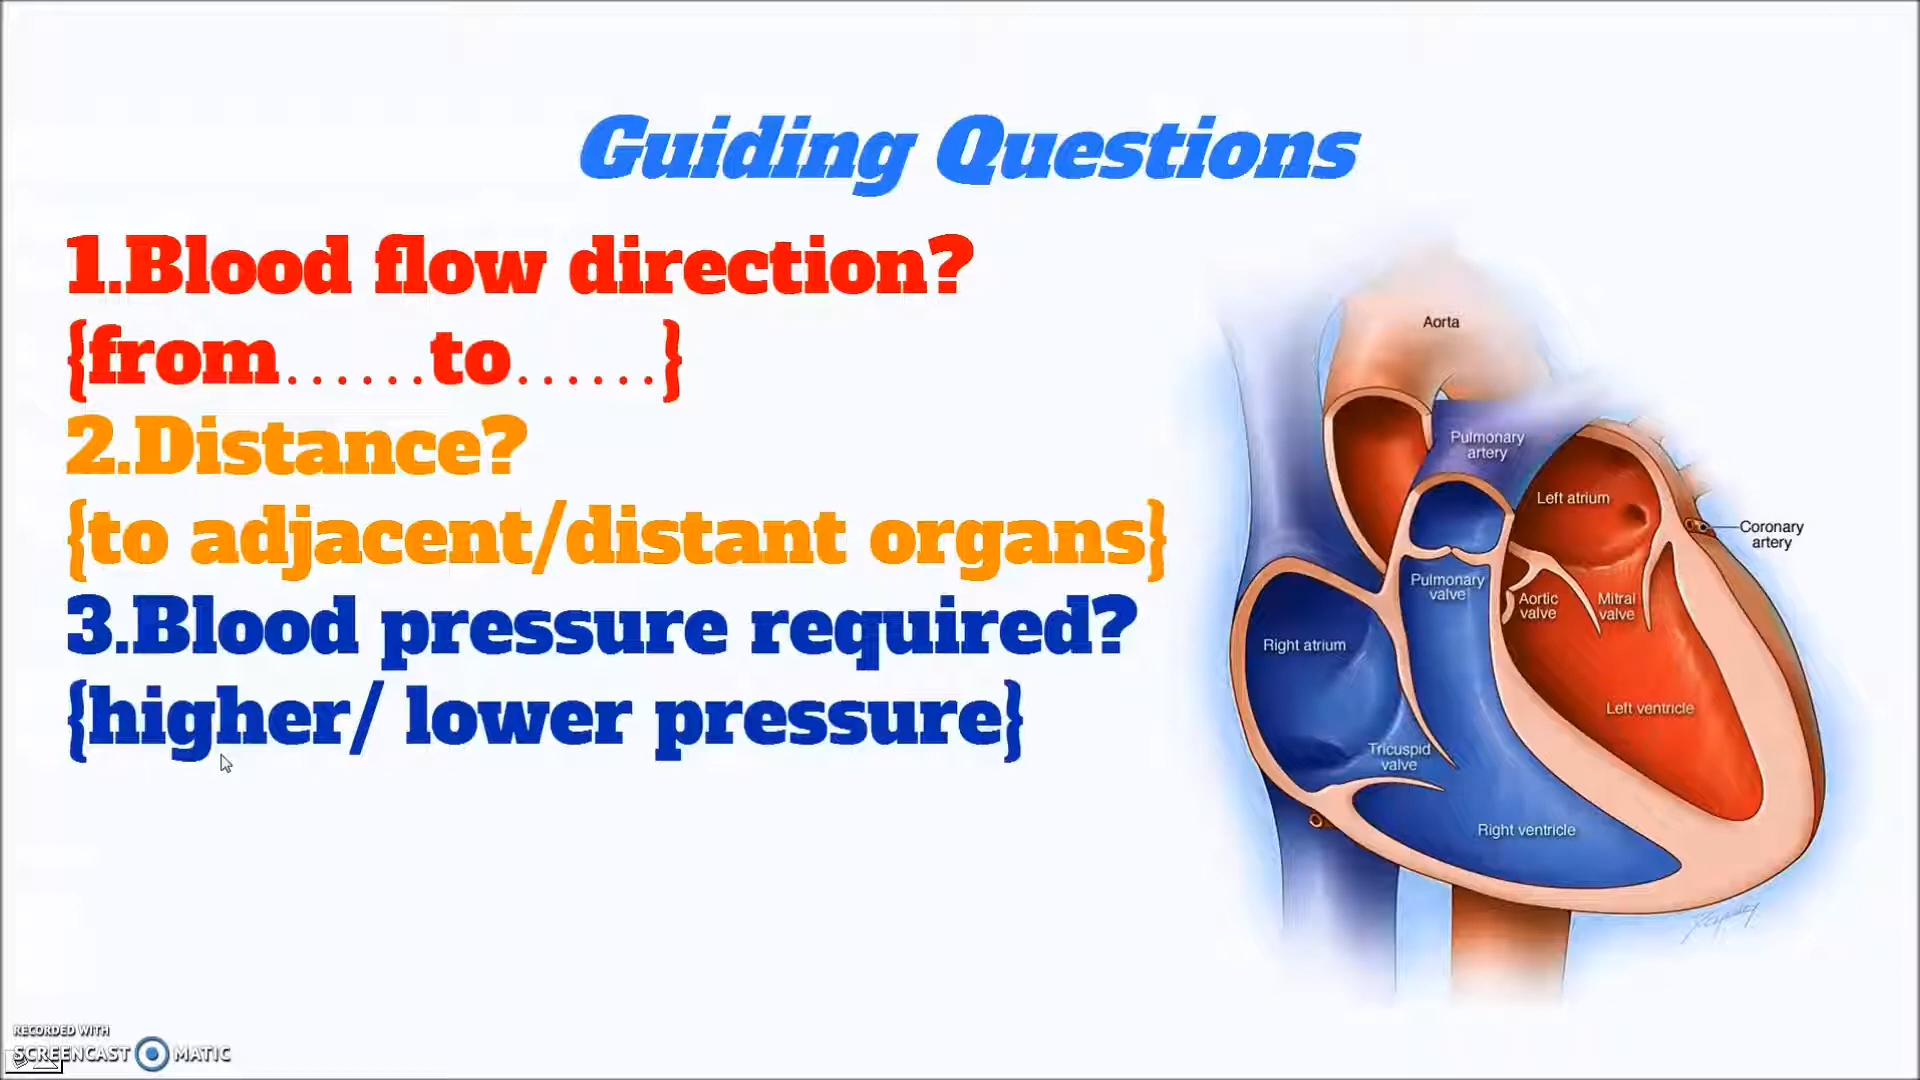 Guiding Questions
1.Blood flow direction?
{from......to......}
2.Distance?
{to adjacent/distant organs}
3.Blood pressure required?
{higher/ lower pressure}
Aorta
Pulmonary
artery
Left atrium
Coronary
artery
Pulmonary
valve
Aortic
valve
Mitral
valve
Right atrium
Left ventricle
Tricuspid
valve
Right ventricle
RECORDED WITH
SCREENCAST MATIC